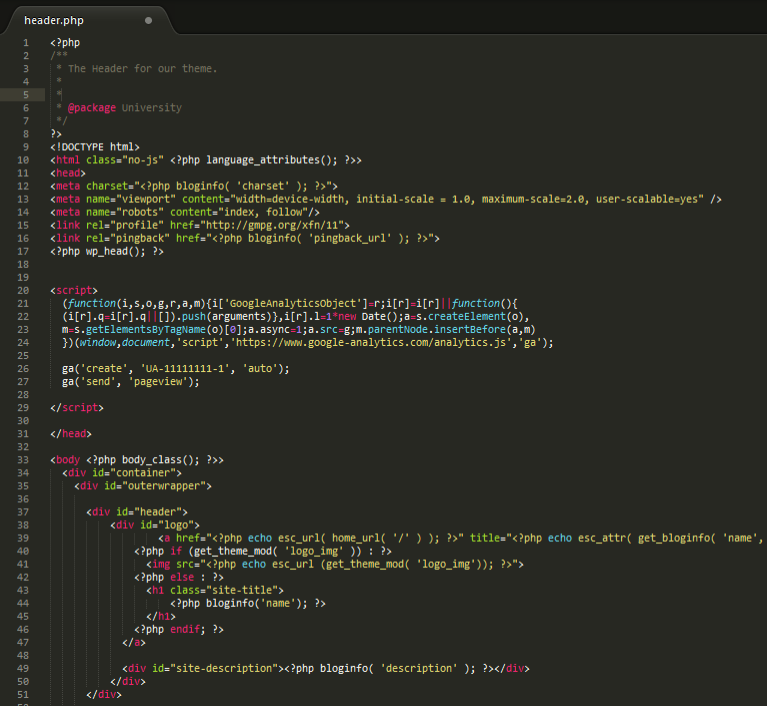 header.php
1 <?php
2 /**
3  * The Header for our theme.
4  *
5  *
6  * @package University
7  */
8 ?>
9 <!DOCTYPE html>
10 <html class="no-js" <?php language_attributes(); ?>>
11 <head>
12 <meta charset="<?php bloginfo( 'charset' ); ?>">
13 <meta name="viewport" content="width=device-width, initial-scale = 1.0, maximum-scale=2.0, user-scalable=yes" />
14 <meta name="robots" content="index, follow"/>
15 <link rel="profile" href="http://gmpg.org/xfn/11">
16 <link rel="pingback" href="<?php bloginfo( 'pingback_url' ); ?>">
17 <?php wp_head(); ?>
18
19
20 <script>
21   (function(i,s,o,g,r,a,m){i['GoogleAnalyticsObject']=r;i[r]=i[r]||function(){
22   (i[r].q=i[r].q||[]).push(arguments)},i[r].l=1*new Date();a=s.createElement(o),
23   m=s.getElementsByTagName(o)[0];a.async=1;a.src=g;m.parentNode.insertBefore(a,m)
24   })(window,document,'script','https://www.google-analytics.com/analytics.js','ga');
25
26   ga('create', 'UA-11111111-1', 'auto');
27   ga('send', 'pageview');
28
29 </script>
30
31 </head>
32
33 <body <?php body_class(); ?>>
34   <div id="container">
35     <div id="outerwrapper">
36
37       <div id="header">
38           <div id="logo">
39                   <a href="<?php echo esc_url( home_url( '/' ) ); ?>" title="<?php echo esc_attr( get_bloginfo( 'name',
40               <?php if (get_theme_mod( 'logo_img' )) : ?>
41                 <img src="<?php echo esc_url (get_theme_mod( 'logo_img')); ?>">
42               <?php else : ?>
43                 <h1 class="site-title">
44                     <?php bloginfo('name'); ?>
45                 </h1>
46               <?php endif; ?>
47             </a>
48
49             <div id="site-description"><?php bloginfo( 'description' ); ?></div>
50           </div>
51       </div>